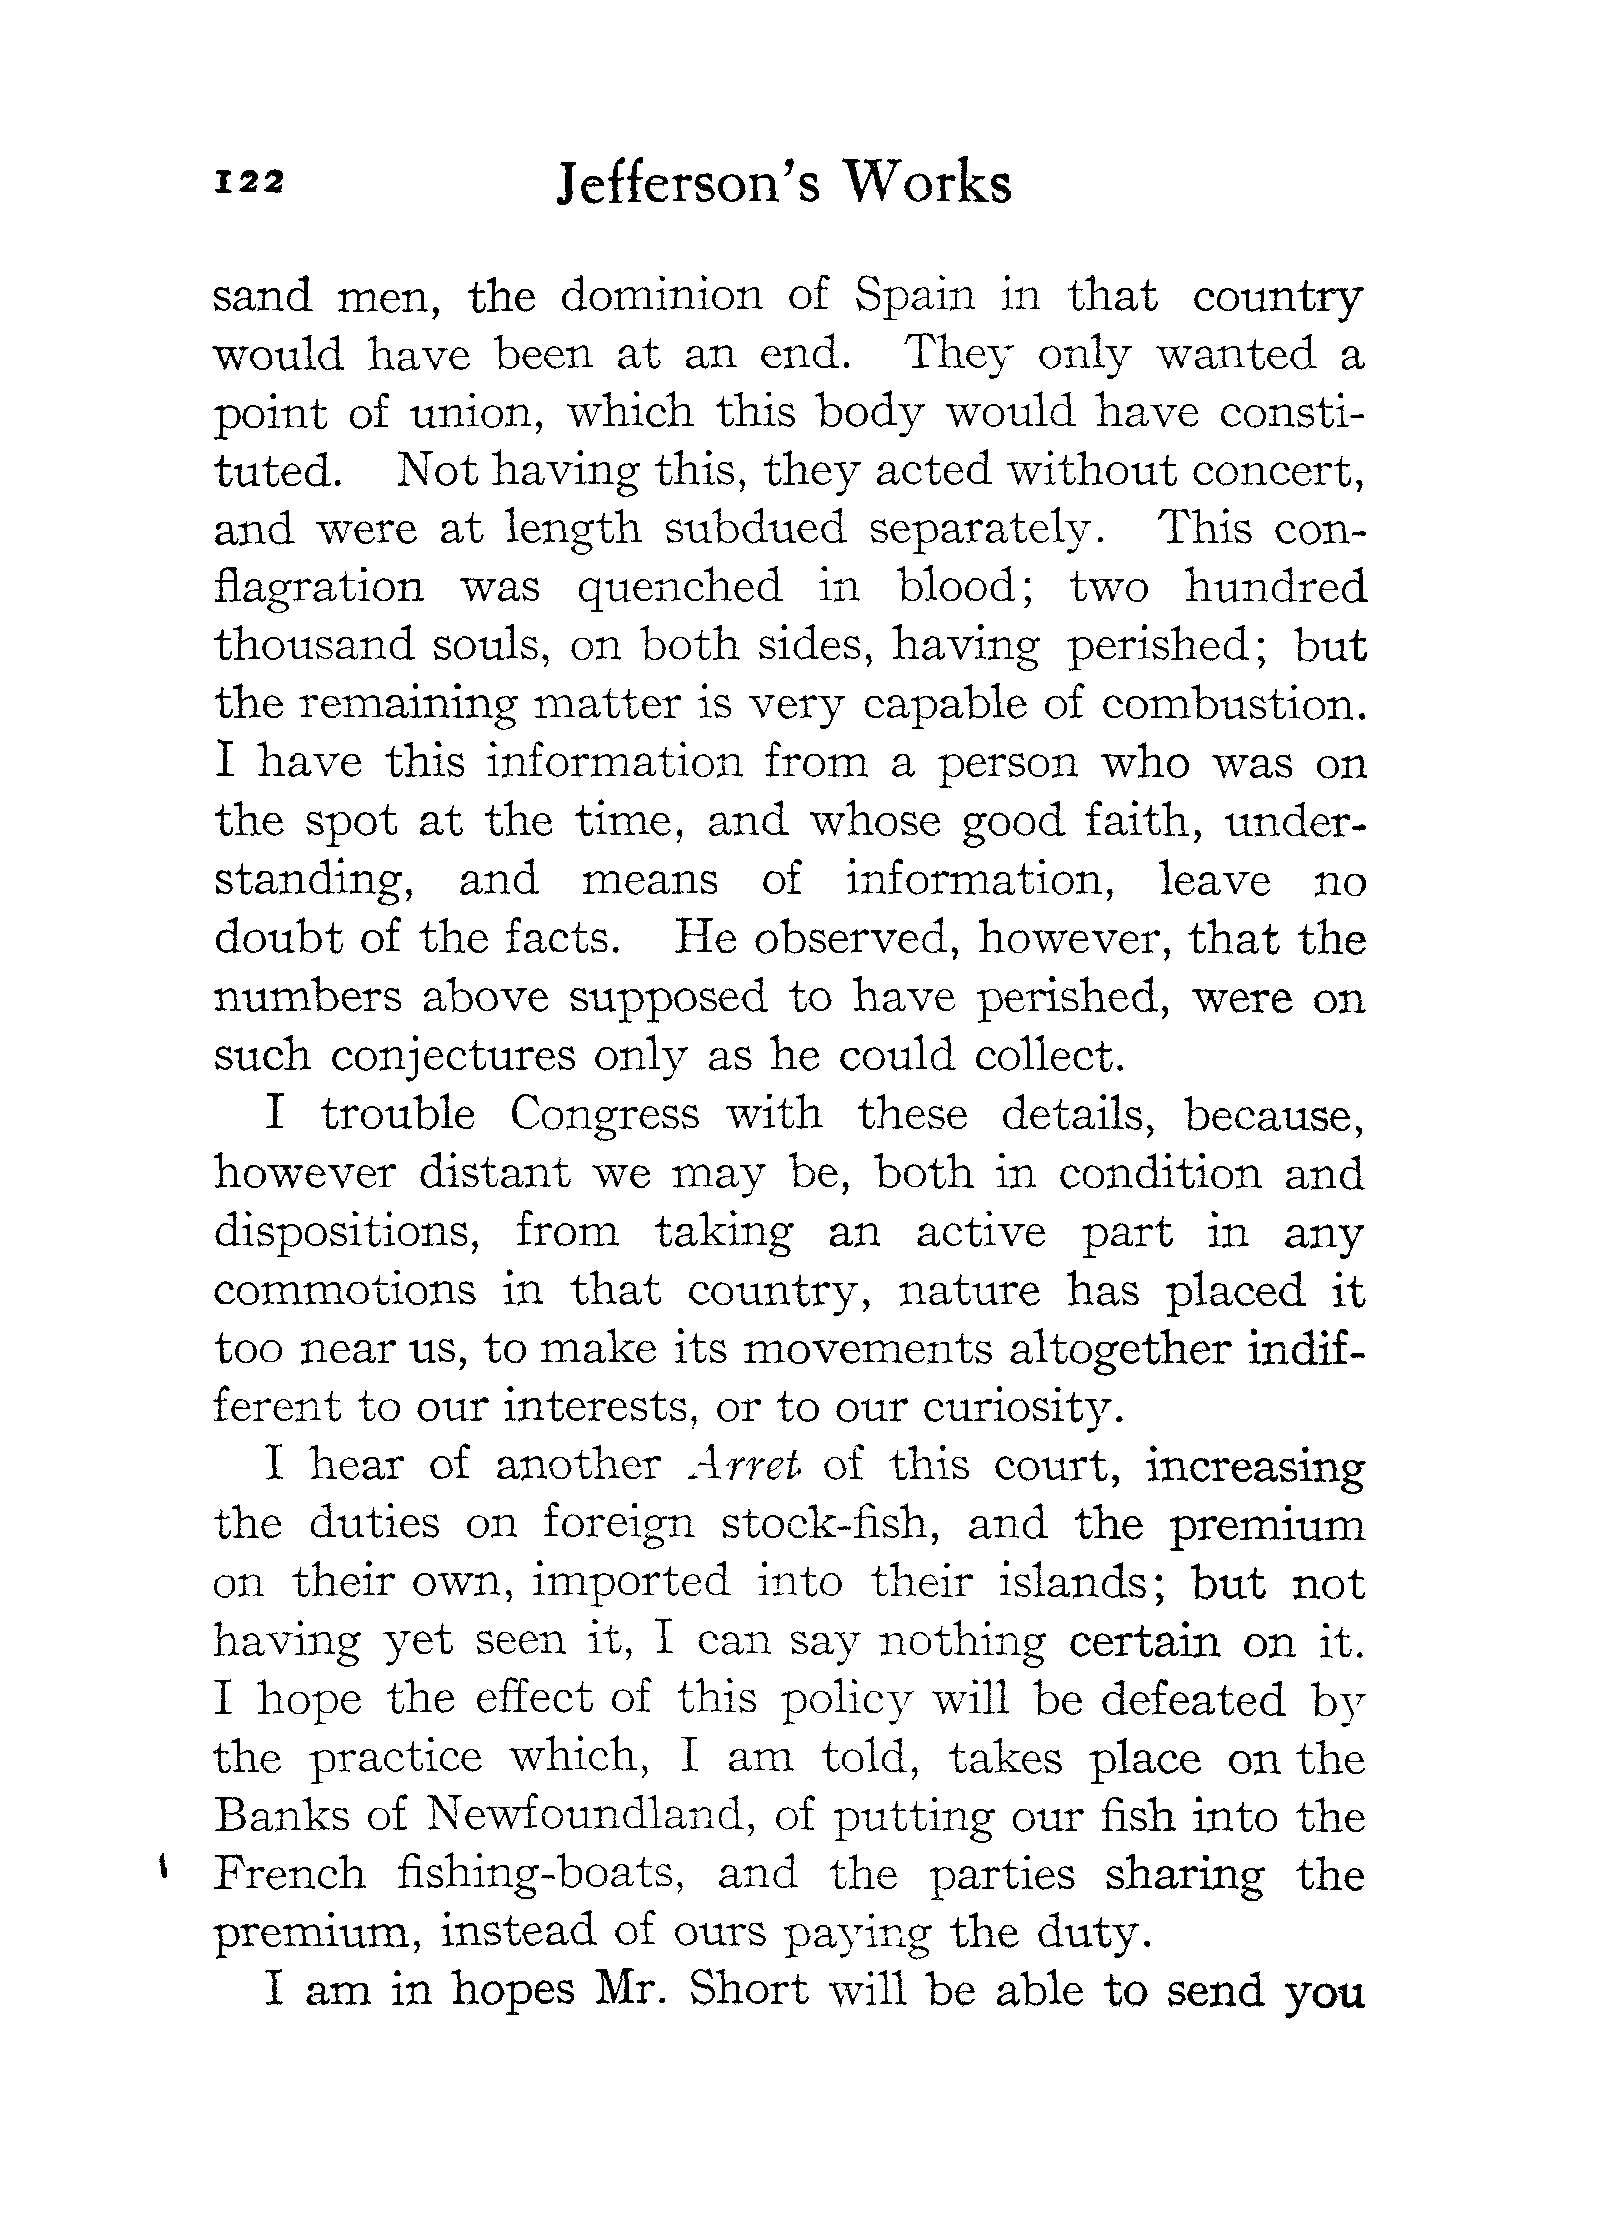 122 Jefferson's Works
sand men, the dominion of Spain in that country
would have been at an end. They only wanted a
point of union, which this body would have consti-
tuted. Not having this, they acted without concert,
and were at length subdued separately. This con-
flagration was quenched in blood; two hundred
thousand souls, on both sides, having perished; but
the remaining matter is very capable of combustion.
I have this information from a person who was on
the spot at the time, and whose good faith, under-
standing, and means of information, leave no
doubt of the facts. He observed, however, that the
numbers above supposed to have perished, were on
such conjectures only as he could collect.
I trouble Congress with these details, because,
however distant we may be, both in condition and
dispositions, from taking an active part in any
commotions in that country, nature has placed it
too near us, to make its movements altogether indif-
ferent to our interests, or to our curiosity.
I hear of another Arret of this court, increasing
the duties on foreign stock-fish, and the premium
on their own, imported into their islands; but not
having yet seen it, I can say nothing certain on it.
I hope the effect of this policy will be defeated by
the practice which, I am told, takes place on the
Banks of Newfoundland, of putting our fish into the
French fishing-boats, and the parties sharing the
premium, instead of ours paying the duty.
I am in hopes Mr. Short will be able to send you